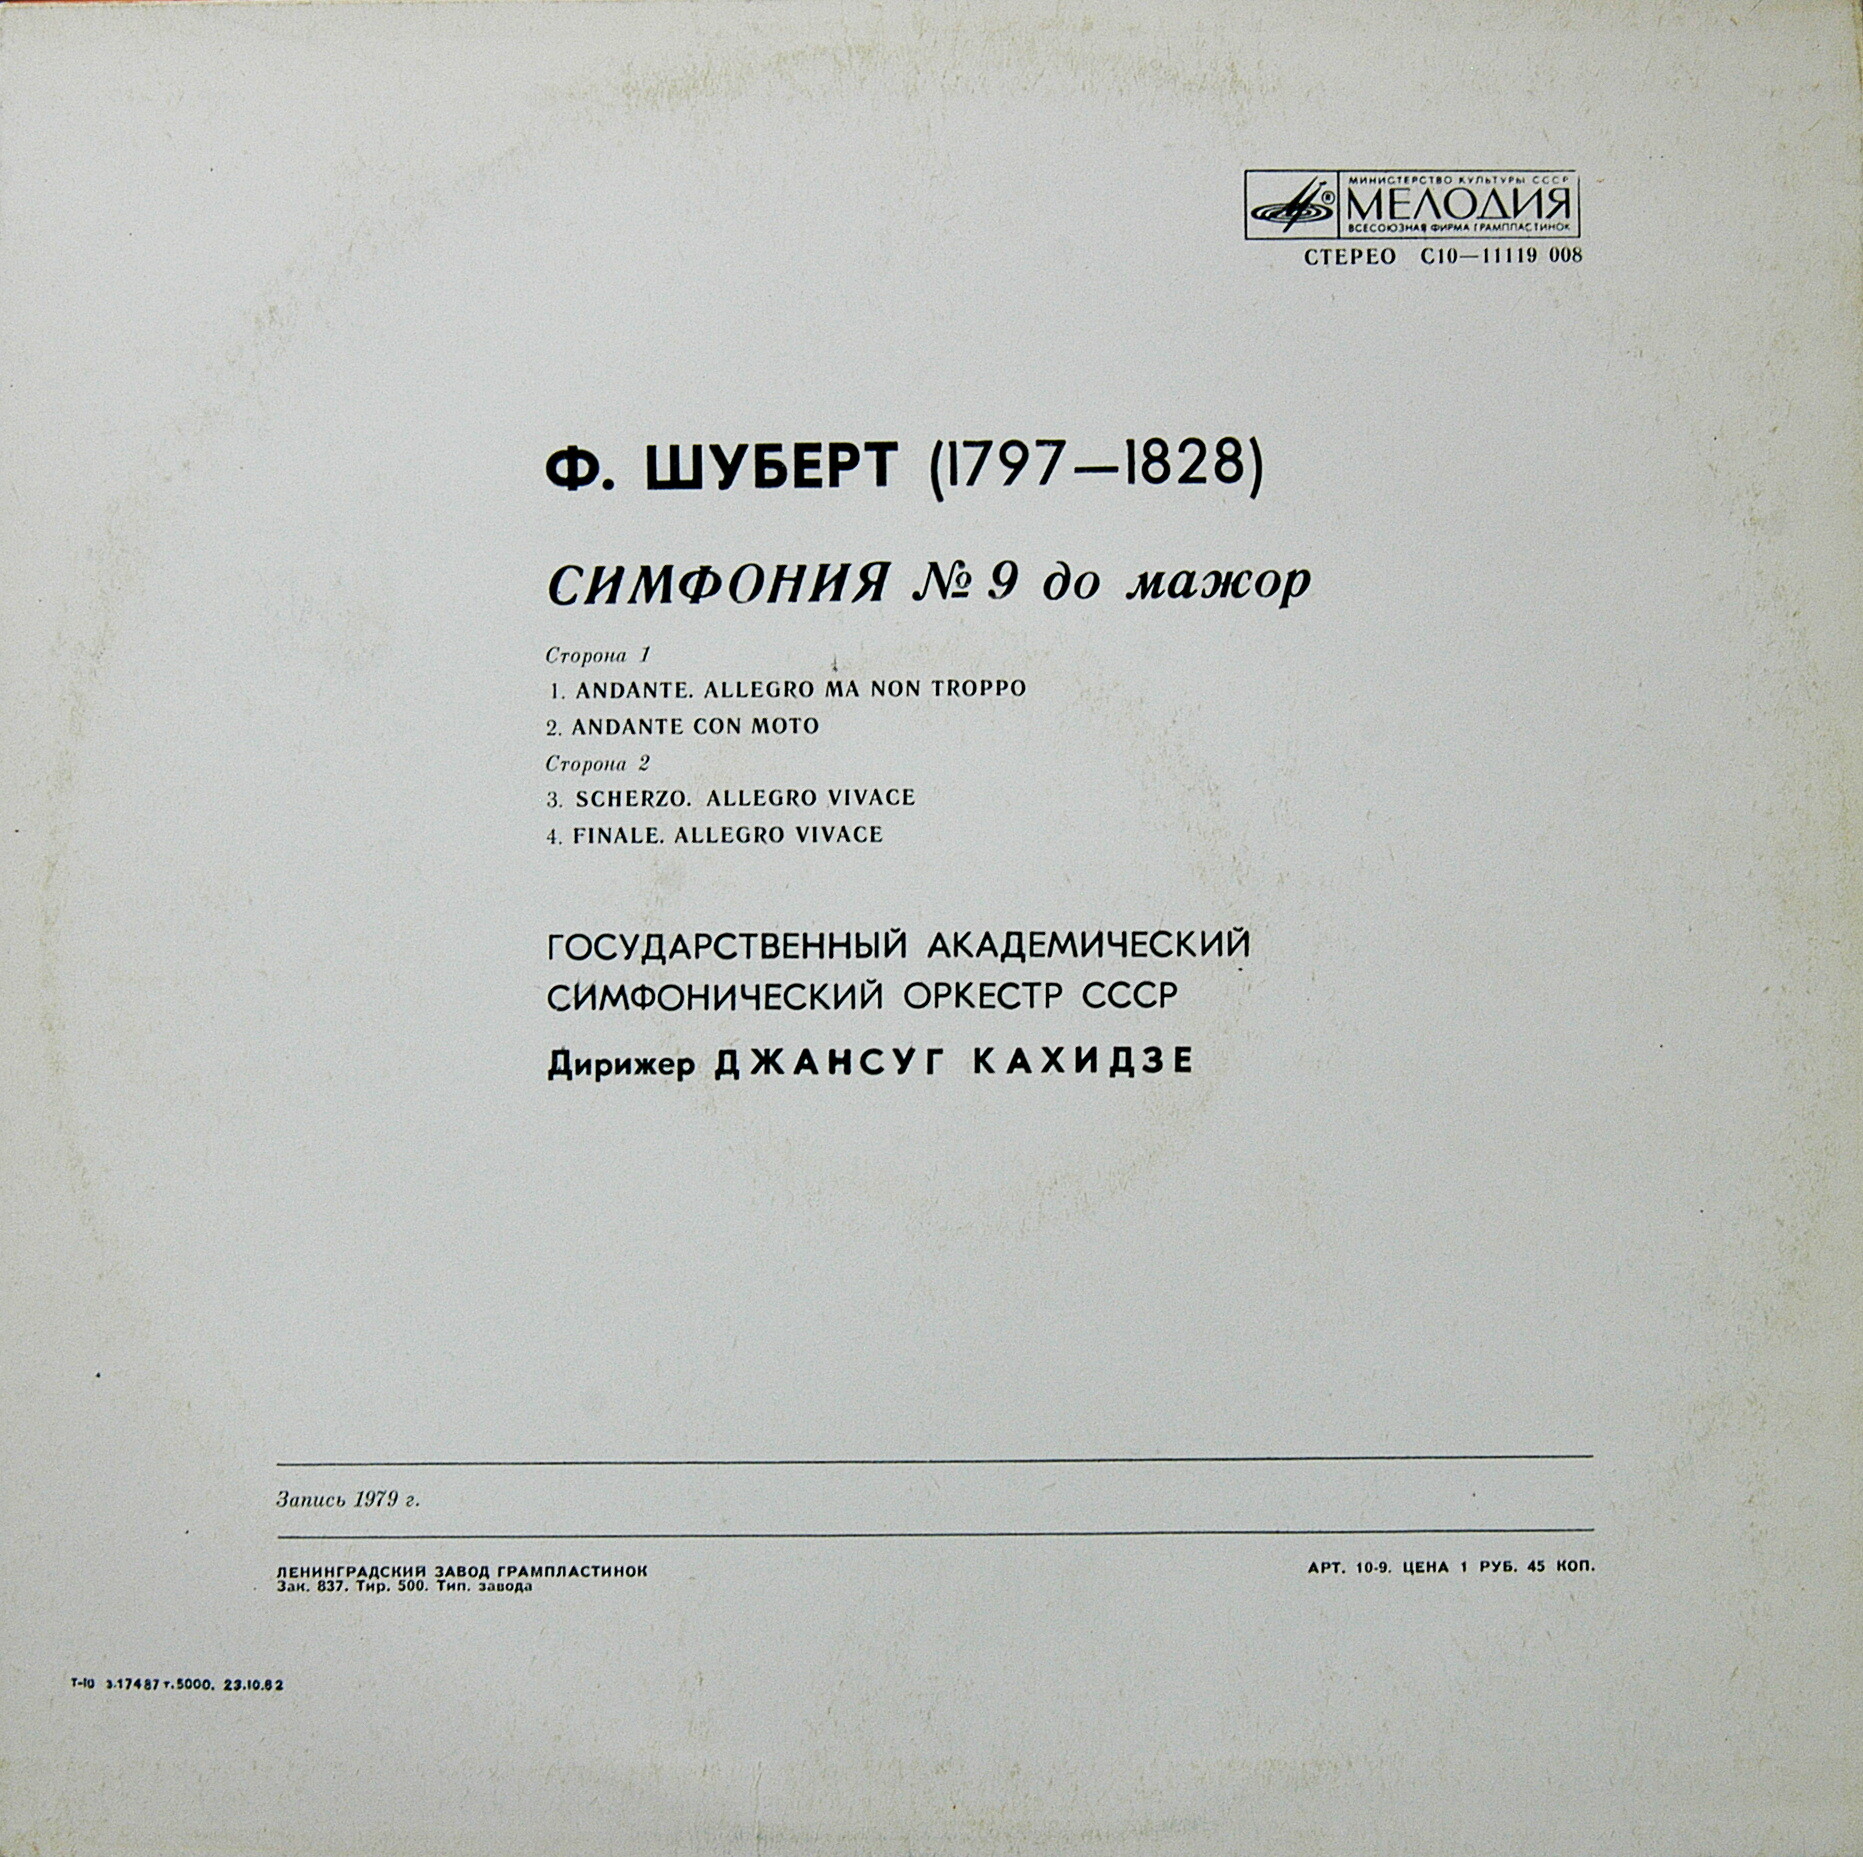 МИНИСТЕРСТВО КУЛЬТУРЫ СССР
МЕЛОДИЯ
ВСЕСОЮЗНАЯ ФИРМА ГРАМПЛАСТИНОК
СТЕРЕО С10—11119 008
Ф. ШУБЕРТ (1797—1828)
СИМФОНИЯ № 9 до мажор
Сторона 1
1. ANDANTE. ALLEGRO MA NON TROPPO
2. ANDANTE CON MOTO
Сторона 2
3. SCHERZO. ALLEGRO VIVACE
4. FINALE. ALLEGRO VIVACE
ГОСУДАРСТВЕННЫЙ АКАДЕМИЧЕСКИЙ
СИМФОНИЧЕСКИЙ ОРКЕСТР СССР
Дирижер ДЖАНСУГ КАХИДЗЕ
Запись 1979 г.
ЛЕНИНГРАДСКИЙ ЗАВОД ГРАМПЛАСТИНОК
Зак. 837. Тир. 500. Тип. завода
АРТ. 10-9. ЦЕНА 1 РУБ. 45 КОП.
Т-10 з.17487 т.5000. 23.10.82